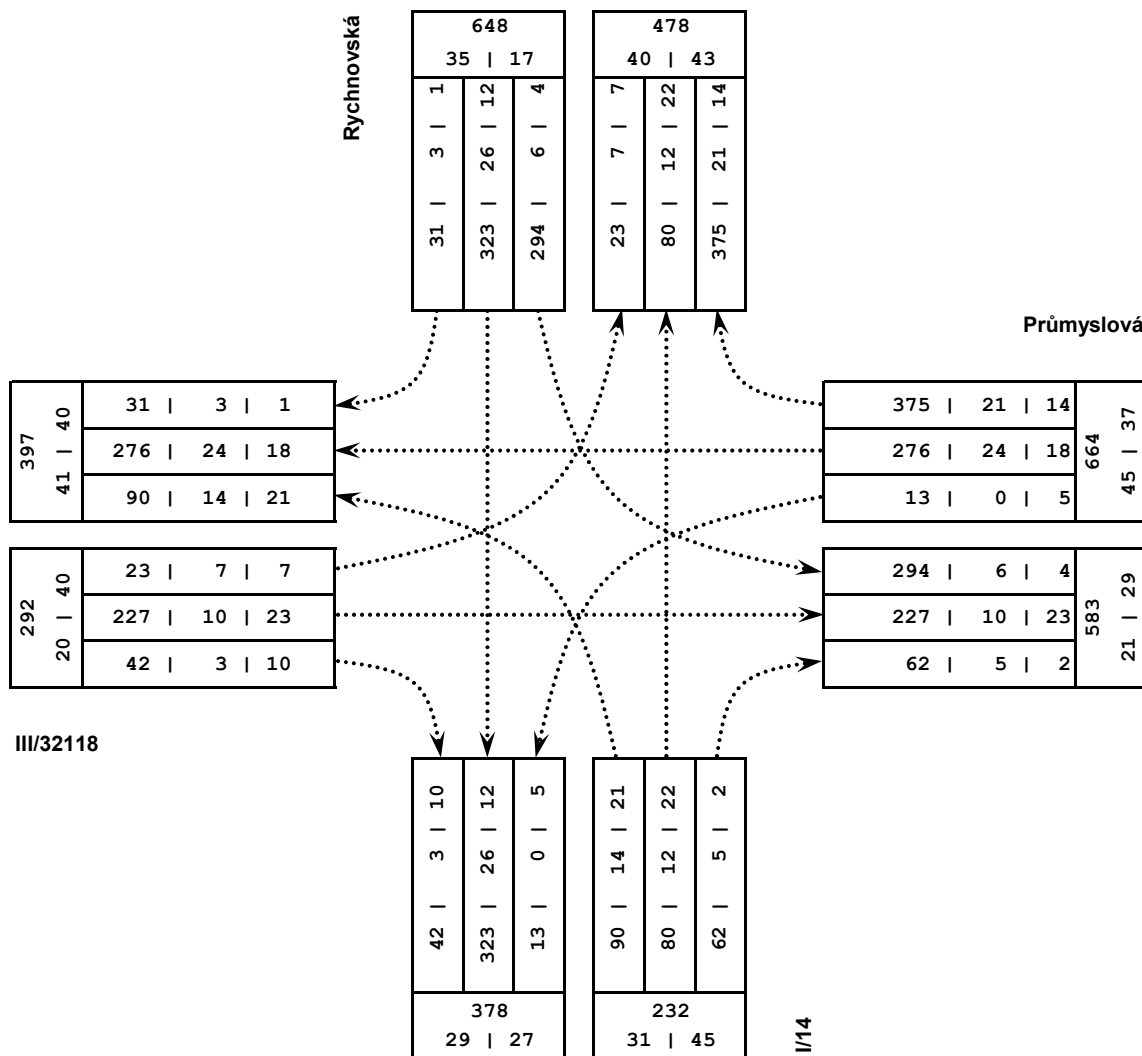 Rychnovská
648
35 | 17
31 | 3 | 1
323 | 26 | 12
294 | 6 | 4
478
40 | 43
23 | 7 | 7
80 | 12 | 22
375 | 21 | 14
Průmyslová
397
41 | 40
31 | 3 | 1
276 | 24 | 18
90 | 14 | 21
375 | 21 | 14
276 | 24 | 18
13 | 0 | 5
664
45 | 37
292
20 | 40
23 | 7 | 7
227 | 10 | 23
42 | 3 | 10
294 | 6 | 4
227 | 10 | 23
62 | 5 | 2
583
21 | 29
III/32118
42 | 3 | 10
323 | 26 | 12
13 | 0 | 5
378
29 | 27
90 | 14 | 21
80 | 12 | 22
62 | 5 | 2
232
31 | 45
I/14